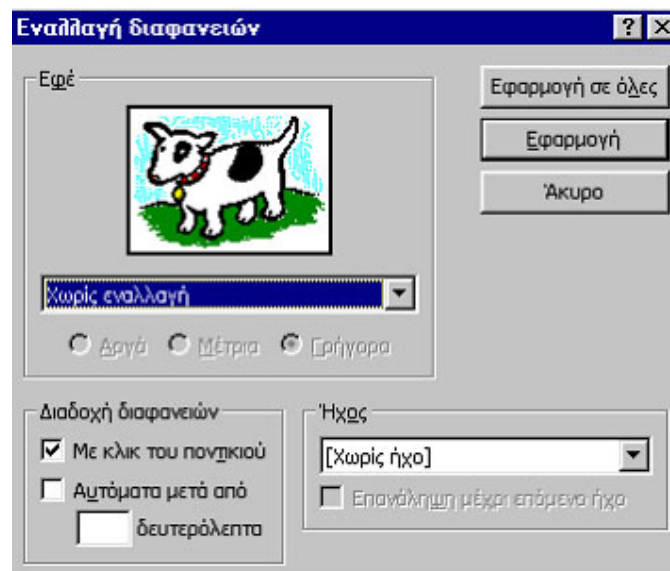 Εναλλαγή διαφανειών
Εφέ
Εφαρμογή σε όλες
Εφαρμογή
Άκυρο
Χωρίς εναλλαγή
Αργά Μέτρια Γρήγορα
Διαδοχή διαφανειών
Με κλικ του ποντικιού
Αυτόματα μετά από
δευτερόλεπτα
Ήχος
[Χωρίς ήχο]
Επανάληψη μέχρι επόμενο ήχο